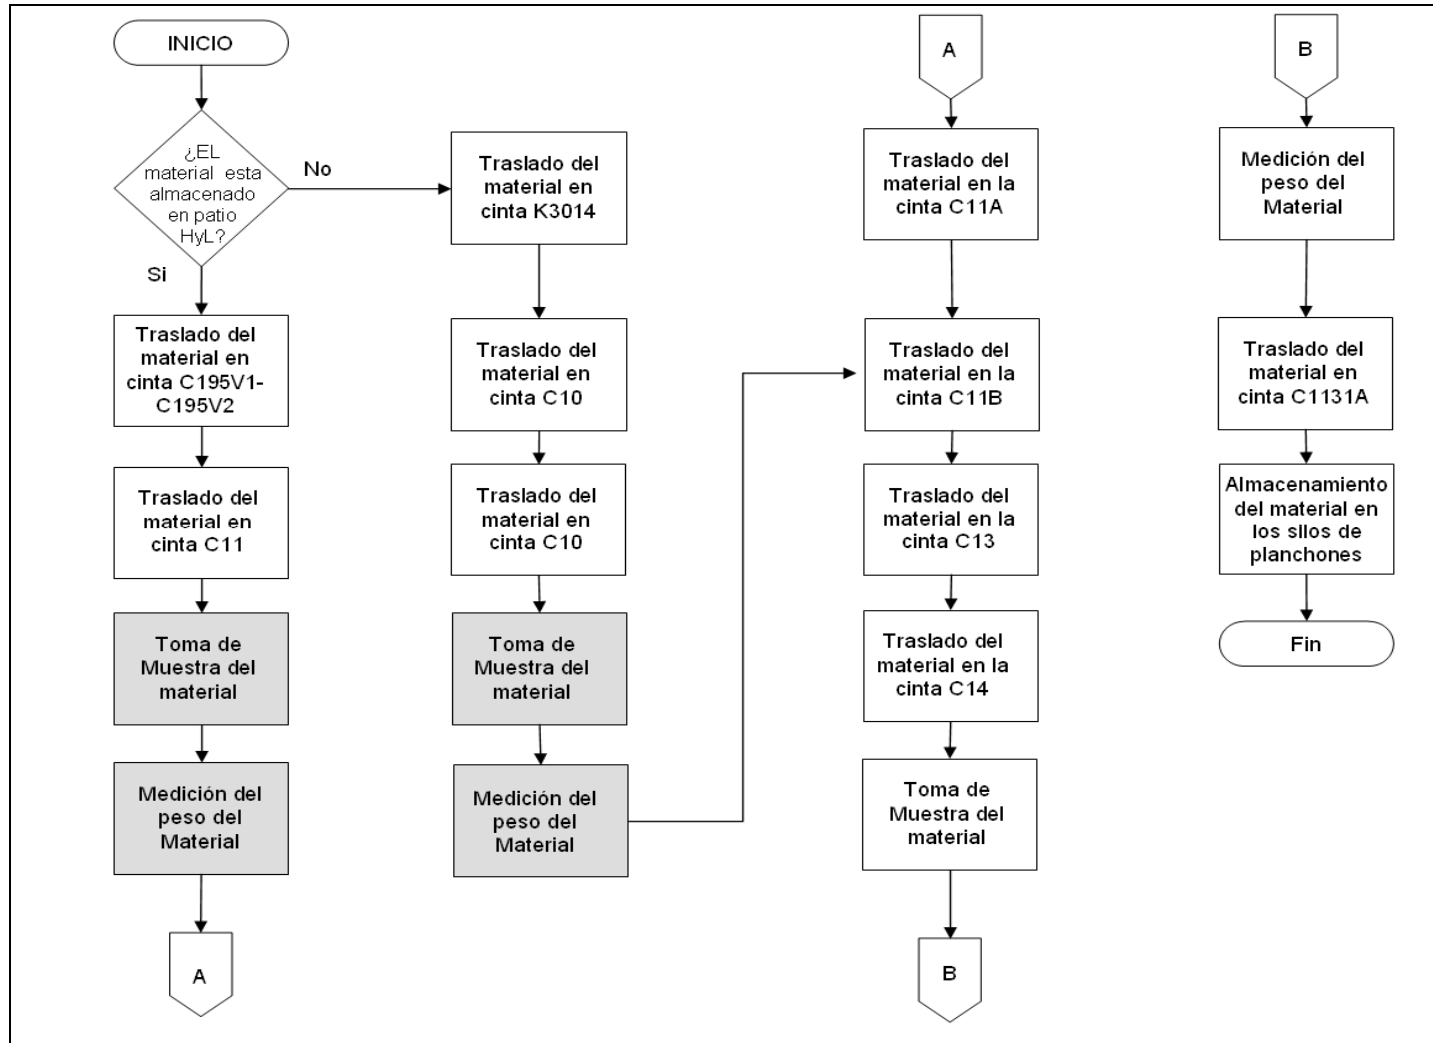 INICIO
¿EL
material esta
almacenado
en patio
HyL?
No
Si
Traslado del
material en
cinta C195V1-
C195V2
Traslado del
material en
cinta C11
Toma de
Muestra del
material
Medición del
peso del
Material
A
Traslado del
material en
cinta K3014
Traslado del
material en
cinta C10
Traslado del
material en
cinta C10
Toma de
Muestra del
material
Medición del
peso del
Material
A
Traslado del
material en la
cinta C11A
Traslado del
material en la
cinta C11B
Traslado del
material en la
cinta C13
Traslado del
material en la
cinta C14
Toma de
Muestra del
material
B
B
Medición del
peso del
Material
Traslado del
material en
cinta C1131A
Almacenamiento
del material en
los silos de
planchones
Fin